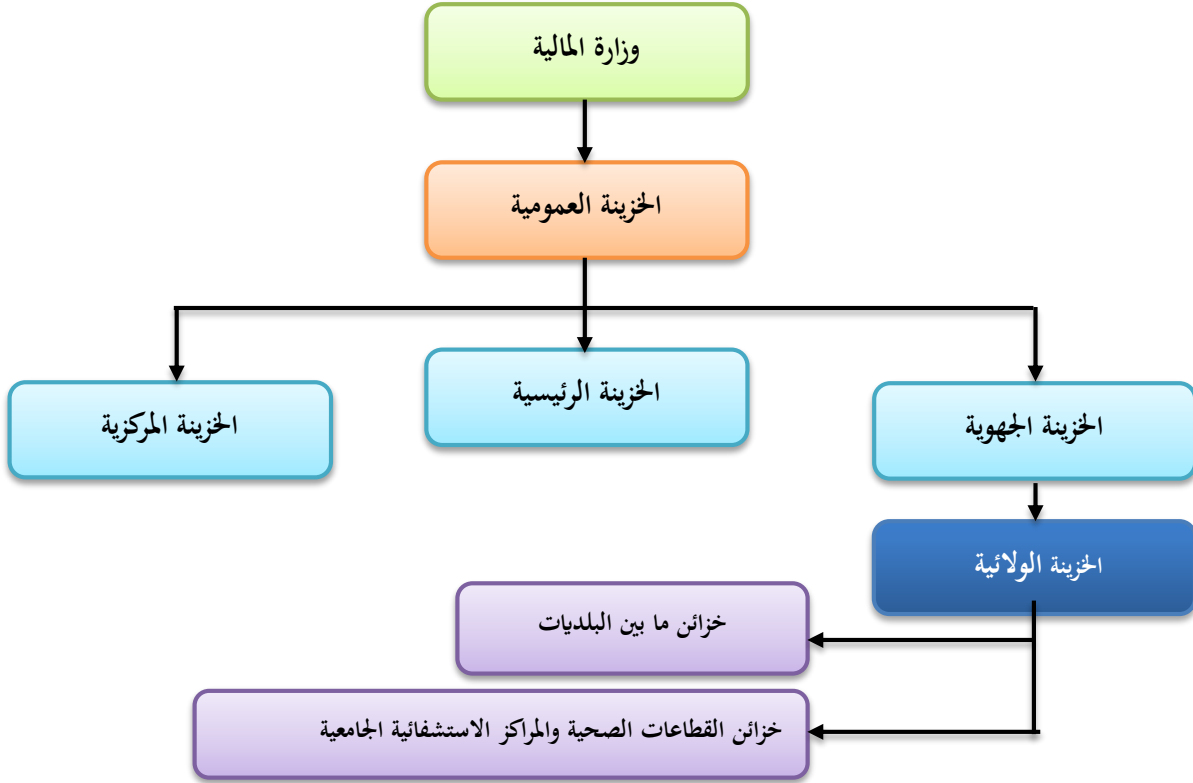 وزارة المالية
الخزينة العمومية
الخزينة الجهوية
الخزينة الرئيسية
الخزينة المركزية
الخزينة الولائية
خزائن ما بين البلديات
خزائن القطاعات الصحية والمراكز الاستشفائية الجامعية